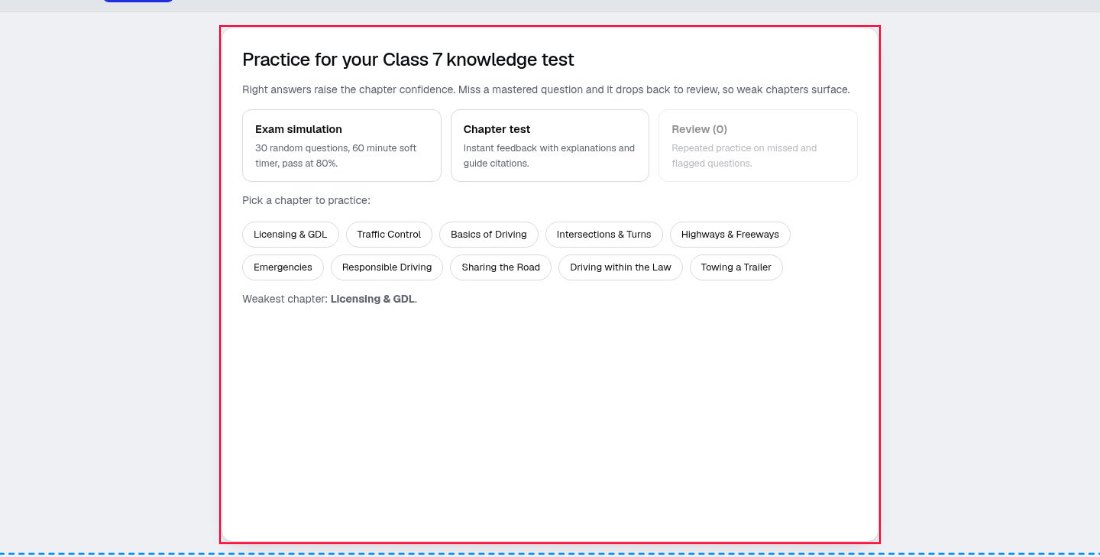 Practice for your Class 7 knowledge test
Right answers raise the chapter confidence. Miss a mastered question and it drops back to review, so weak chapters surface.
Exam simulation
30 random questions, 60 minute soft
timer, pass at 80%.
Chapter test
Instant feedback with explanations and
guide citations.
Review (0)
Repeated practice on missed and
flagged questions.
Pick a chapter to practice:
Licensing & GDL
Traffic Control
Basics of Driving
Intersections & Turns
Highways & Freeways
Emergencies
Responsible Driving
Sharing the Road
Driving within the Law
Towing a Trailer
Weakest chapter: Licensing & GDL.